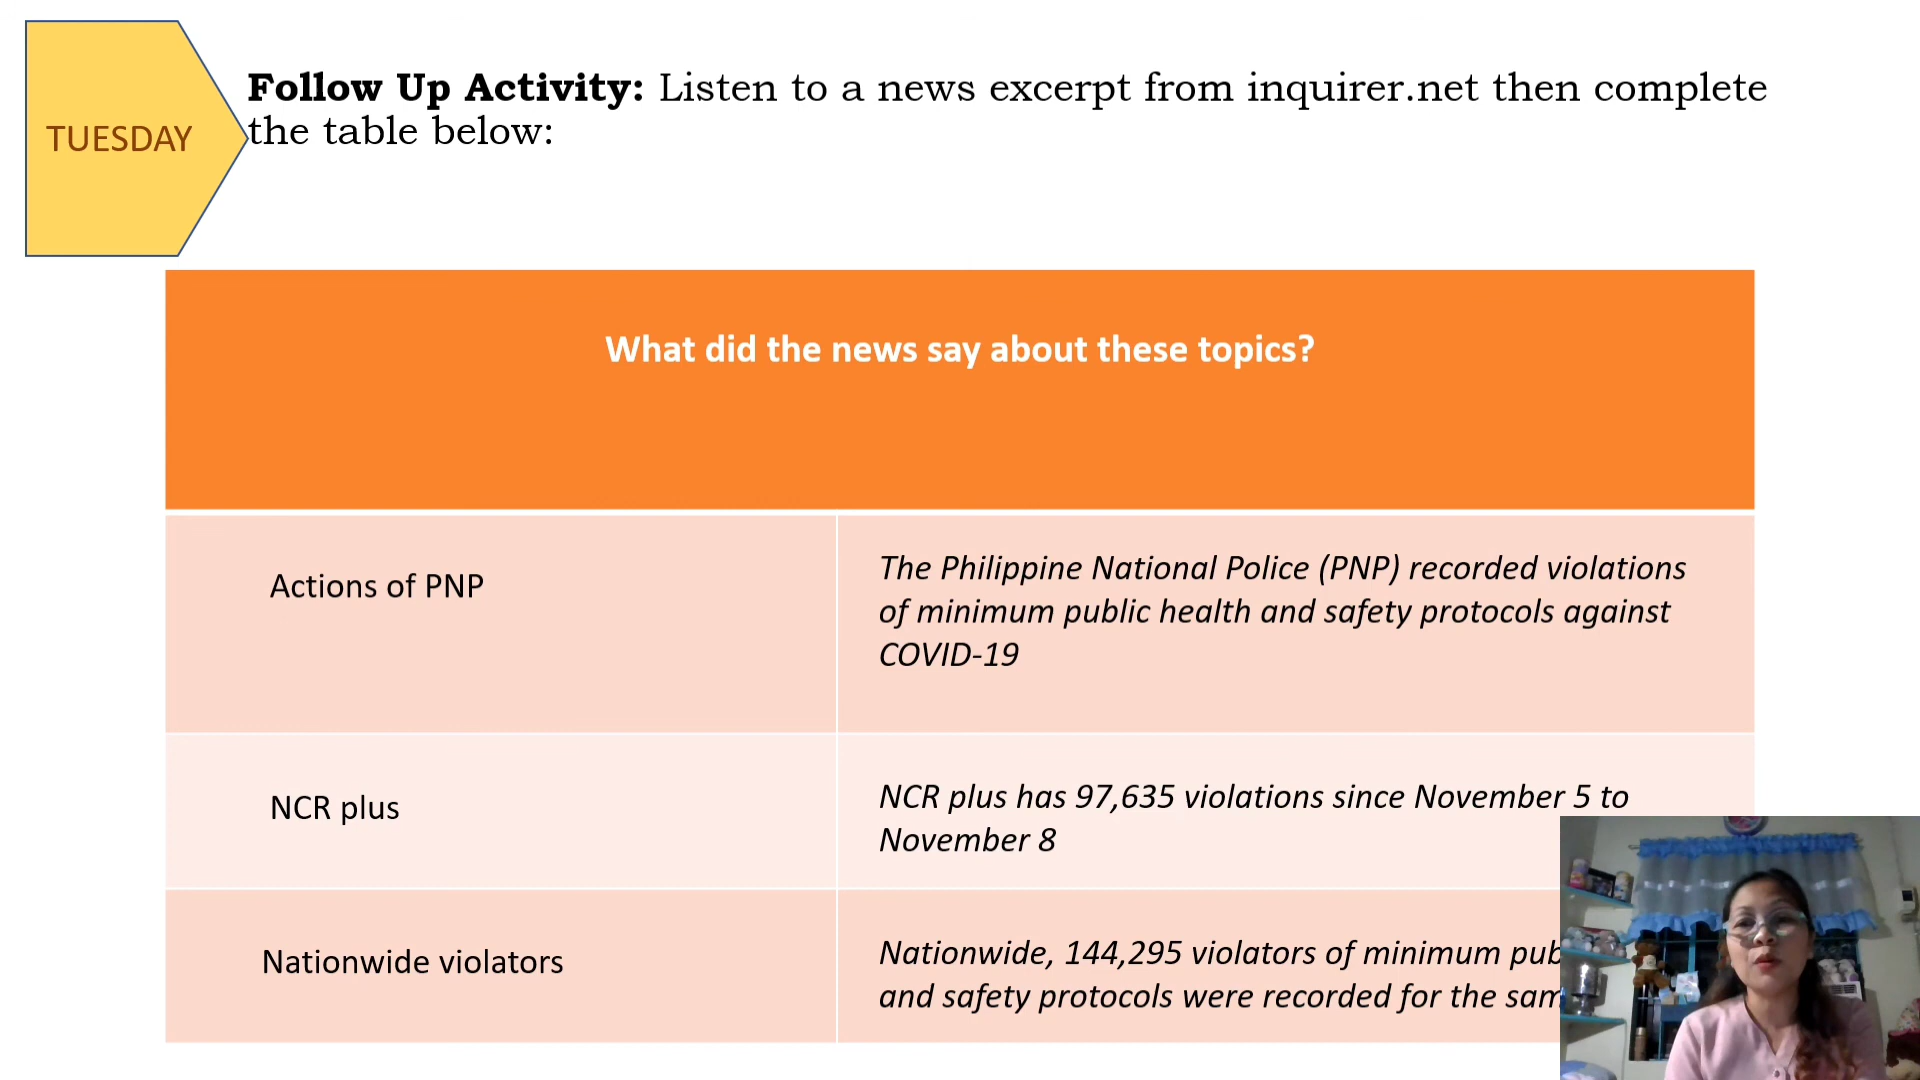 TUESDAY
Follow Up Activity: Listen to a news excerpt from inquirer.net then complete
the table below:
What did the news say about these topics?
Actions of PNP
The Philippine National Police (PNP) recorded violations
of minimum public health and safety protocols against
COVID-19
NCR plus
NCR plus has 97,635 violations since November 5 to
November 8
Nationwide violators
Nationwide, 144,295 violators of minimum
and safety protocols were recorded for the